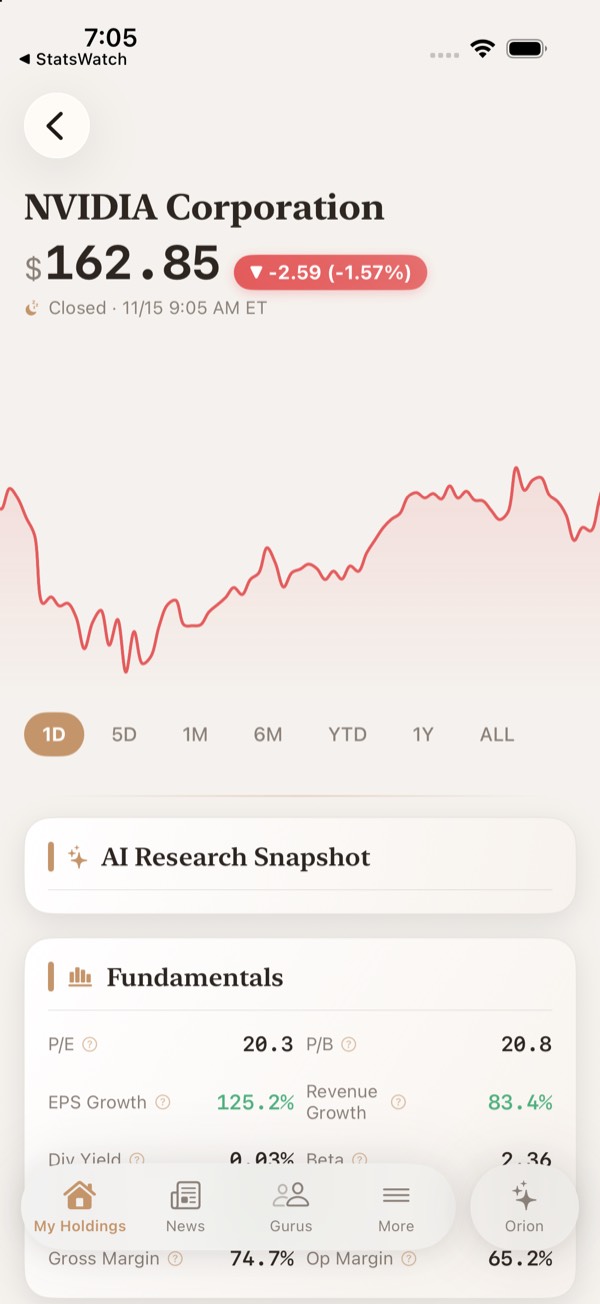 7:05
◀ StatsWatch
NVIDIA Corporation
$162.85 ▼ -2.59 (-1.57%)
Closed · 11/15 9:05 AM ET
1D 5D 1M 6M YTD 1Y ALL
AI Research Snapshot
Fundamentals
P/E ? 20.3 P/B ? 20.8
EPS Growth ? 125.2% Revenue Growth ? 83.4%
Div Yield ? 0.03% Beta ? 2.36
My Holdings News Gurus More Orion
Gross Margin ? 74.7% Op Margin ? 65.2%